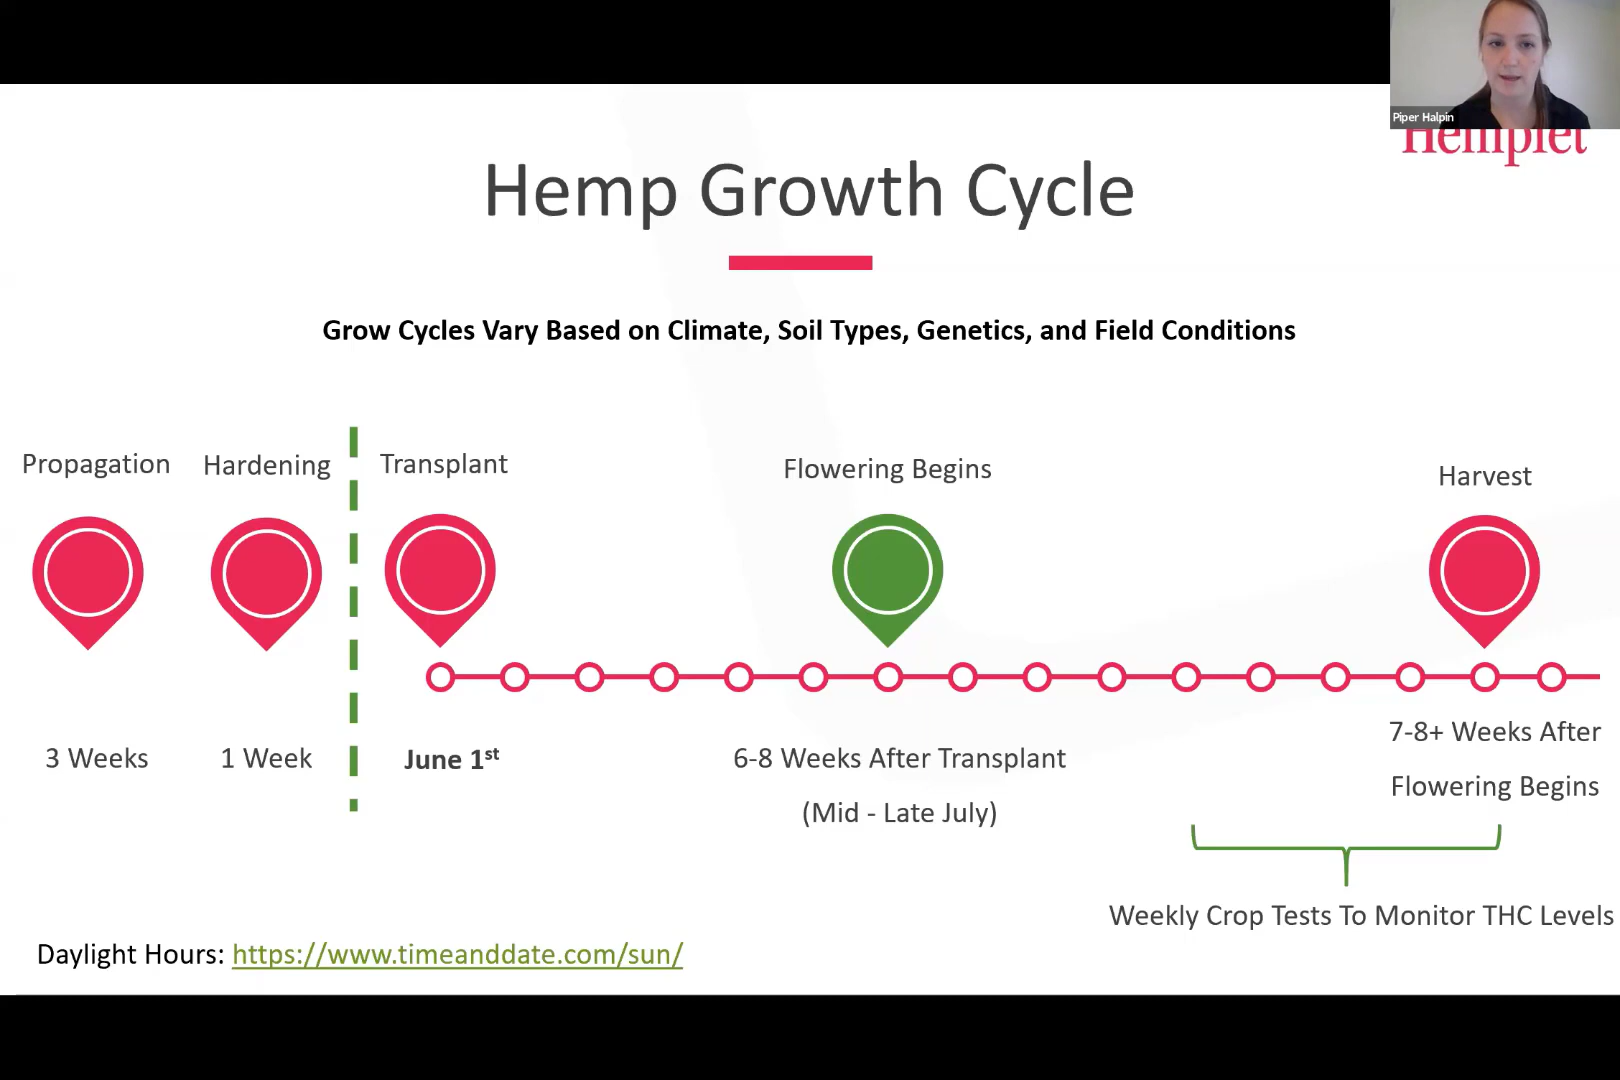 Piper Halpin
Hemplet
Hemp Growth Cycle
Grow Cycles Vary Based on Climate, Soil Types, Genetics, and Field Conditions
Propagation
Hardening
Transplant
Flowering Begins
Harvest
3 Weeks
1 Week
June 1st
6-8 Weeks After Transplant
(Mid - Late July)
7-8+ Weeks After
Flowering Begins
Weekly Crop Tests To Monitor THC Levels
Daylight Hours: https://www.timeanddate.com/sun/